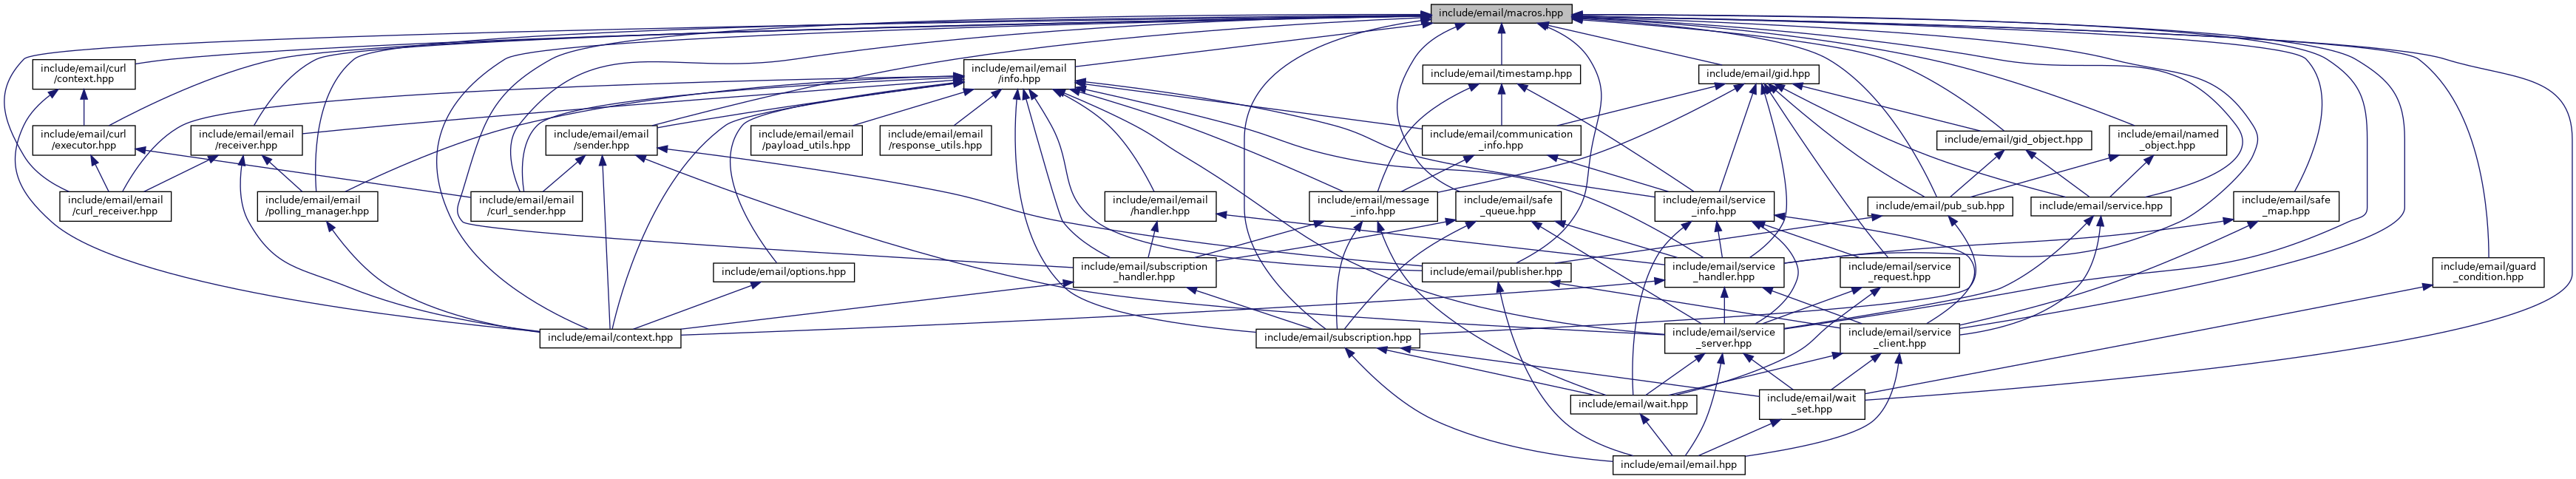 include/email/macros.hpp
include/email/curl
/context.hpp
include/email/email
/info.hpp
include/email/timestamp.hpp
include/email/gid.hpp
include/email/curl
/executor.hpp
include/email/email
/receiver.hpp
include/email/email
/sender.hpp
include/email/email
/payload_utils.hpp
include/email/email
/response_utils.hpp
include/email/communication
_info.hpp
include/email/gid_object.hpp
include/email/named
_object.hpp
include/email/email
/curl_receiver.hpp
include/email/email
/polling_manager.hpp
include/email/email
/curl_sender.hpp
include/email/email
/handler.hpp
include/email/message
_info.hpp
include/email/safe
_queue.hpp
include/email/service
_info.hpp
include/email/pub_sub.hpp
include/email/service.hpp
include/email/safe
_map.hpp
include/email/options.hpp
include/email/subscription
_handler.hpp
include/email/publisher.hpp
include/email/service
_handler.hpp
include/email/service
_request.hpp
include/email/guard
_condition.hpp
include/email/context.hpp
include/email/subscription.hpp
include/email/service
_server.hpp
include/email/service
_client.hpp
include/email/wait.hpp
include/email/wait
_set.hpp
include/email/email.hpp